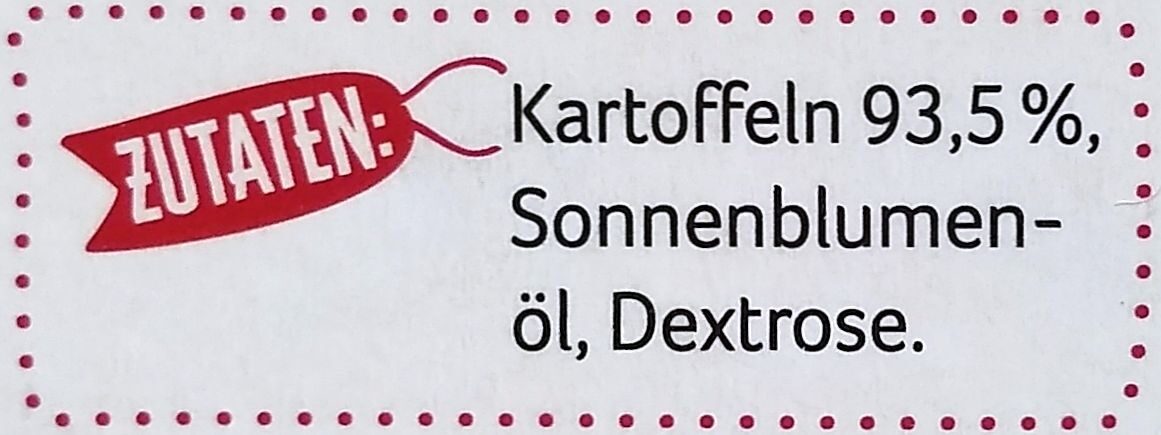 ZUTATEN:
Kartoffeln 93,5 %,
Sonnenblumen-
öl, Dextrose.